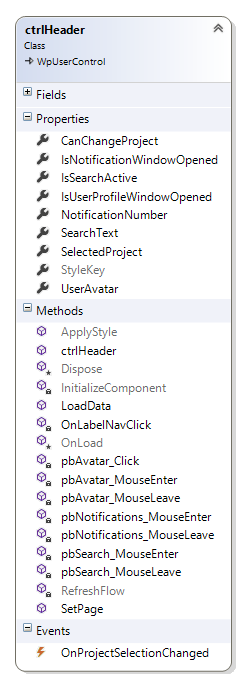 ctrlHeader
Class
WpUserControl
Fields
Properties
CanChangeProject
IsNotificationWindowOpened
IsSearchActive
IsUserProfileWindowOpened
NotificationNumber
SearchText
SelectedProject
StyleKey
UserAvatar
Methods
ApplyStyle
ctrlHeader
Dispose
InitializeComponent
LoadData
OnLabelNavClick
OnLoad
pbAvatar_Click
pbAvatar_MouseEnter
pbAvatar_MouseLeave
pbNotifications_MouseEnter
pbNotifications_MouseLeave
pbSearch_MouseEnter
pbSearch_MouseLeave
RefreshFlow
SetPage
Events
OnProjectSelectionChanged